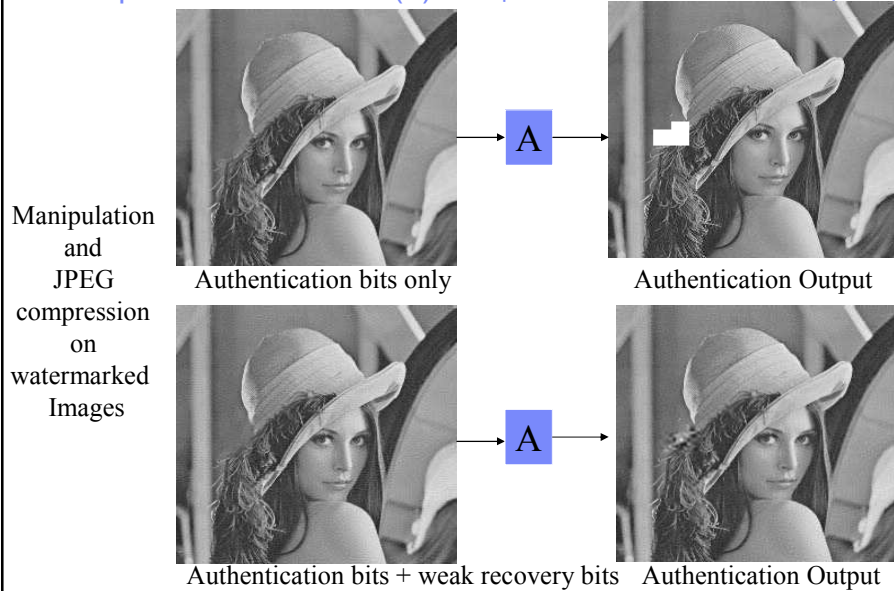 Manipulation
and
JPEG
compression
on
watermarked
Images
A
Authentication bits only
Authentication Output
A
Authentication bits + weak recovery bits
Authentication Output